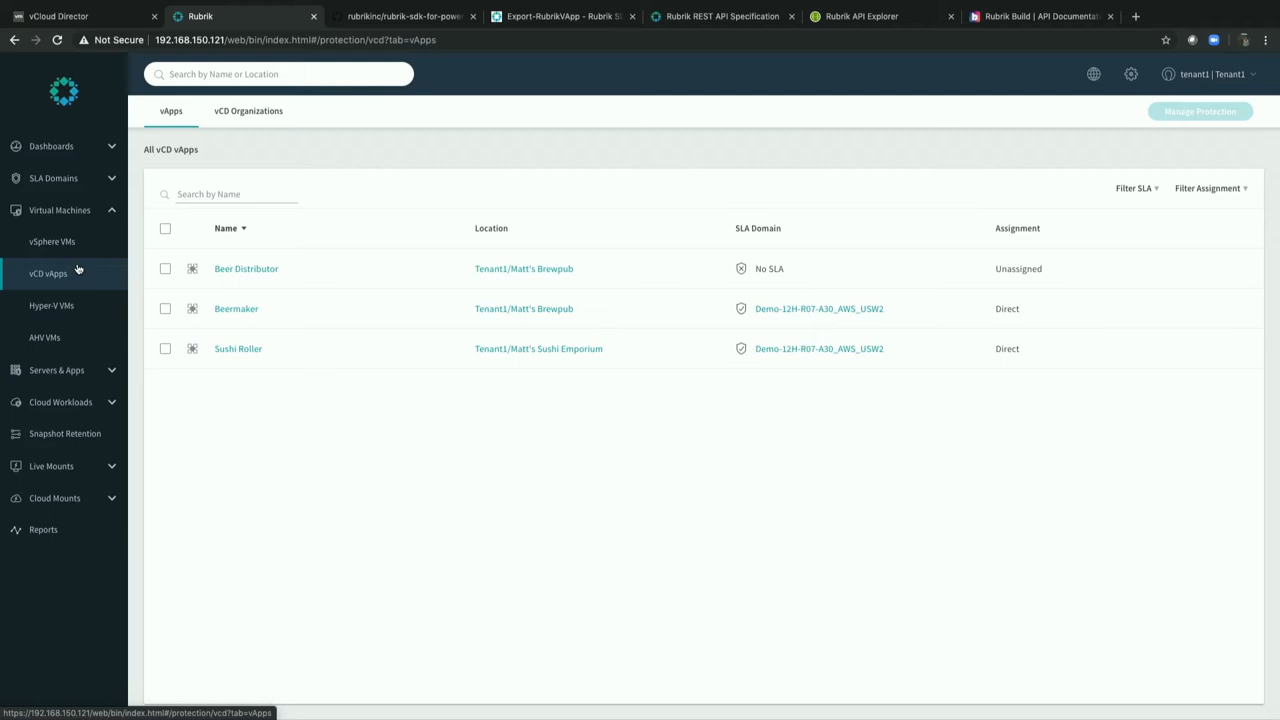 vCloud Director
Rubrik
rubrikinc/rubrik-sdk-for-power
Export-RubrikVApp - Rubrik SD
Rubrik REST API Specification
Rubrik API Explorer
Rubrik Build | API Documentat
Not Secure | 192.168.150.121/web/bin/index.html#/protection/vcd?tab=vApps
Search by Name or Location
tenant1 | Tenant1
vApps
vCD Organizations
Manage Protection
Dashboards
SLA Domains
Virtual Machines
vSphere VMs
vCD vApps
Hyper-V VMs
AHV VMs
Servers & Apps
Cloud Workloads
Snapshot Retention
Live Mounts
Cloud Mounts
Reports
All vCD vApps
Search by Name
Filter SLA
Filter Assignment
Name Location SLA Domain Assignment
Beer Distributor Tenant1/Matt's Brewpub No SLA Unassigned
Beermaker Tenant1/Matt's Brewpub Demo-12H-R07-A30_AWS_USW2 Direct
Sushi Roller Tenant1/Matt's Sushi Emporium Demo-12H-R07-A30_AWS_USW2 Direct
https://192.168.150.121/web/bin/index.html#/protection/vcd?tab=vApps